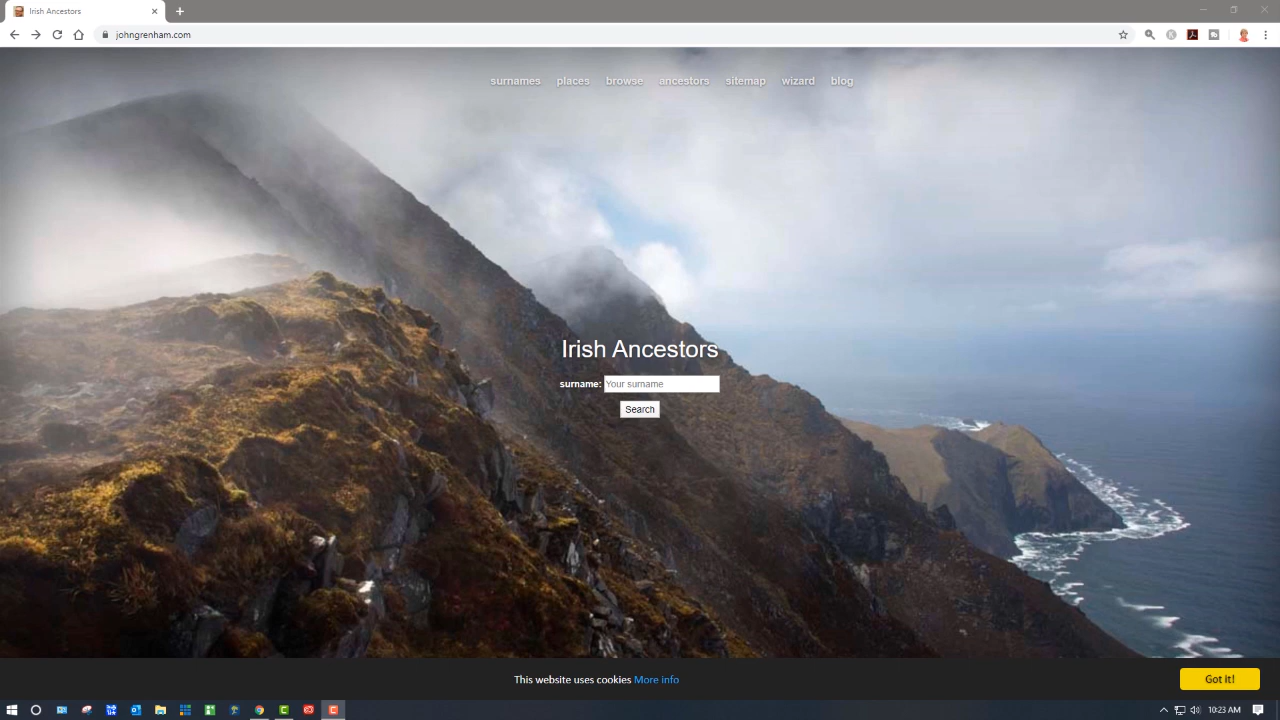 Irish Ancestors
johngrenham.com
surnames places browse ancestors sitemap wizard blog
Irish Ancestors
surname: Your surname
Search
This website uses cookies More info
Got it!
10:23 AM